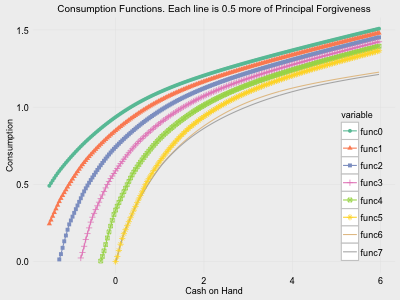 Consumption Functions. Each line is 0.5 more of Principal Forgiveness
1.5
1.0
0.5
0.0
Consumption
0
2
4
6
Cash on Hand
variable
func0
func1
func2
func3
func4
func5
func6
func7